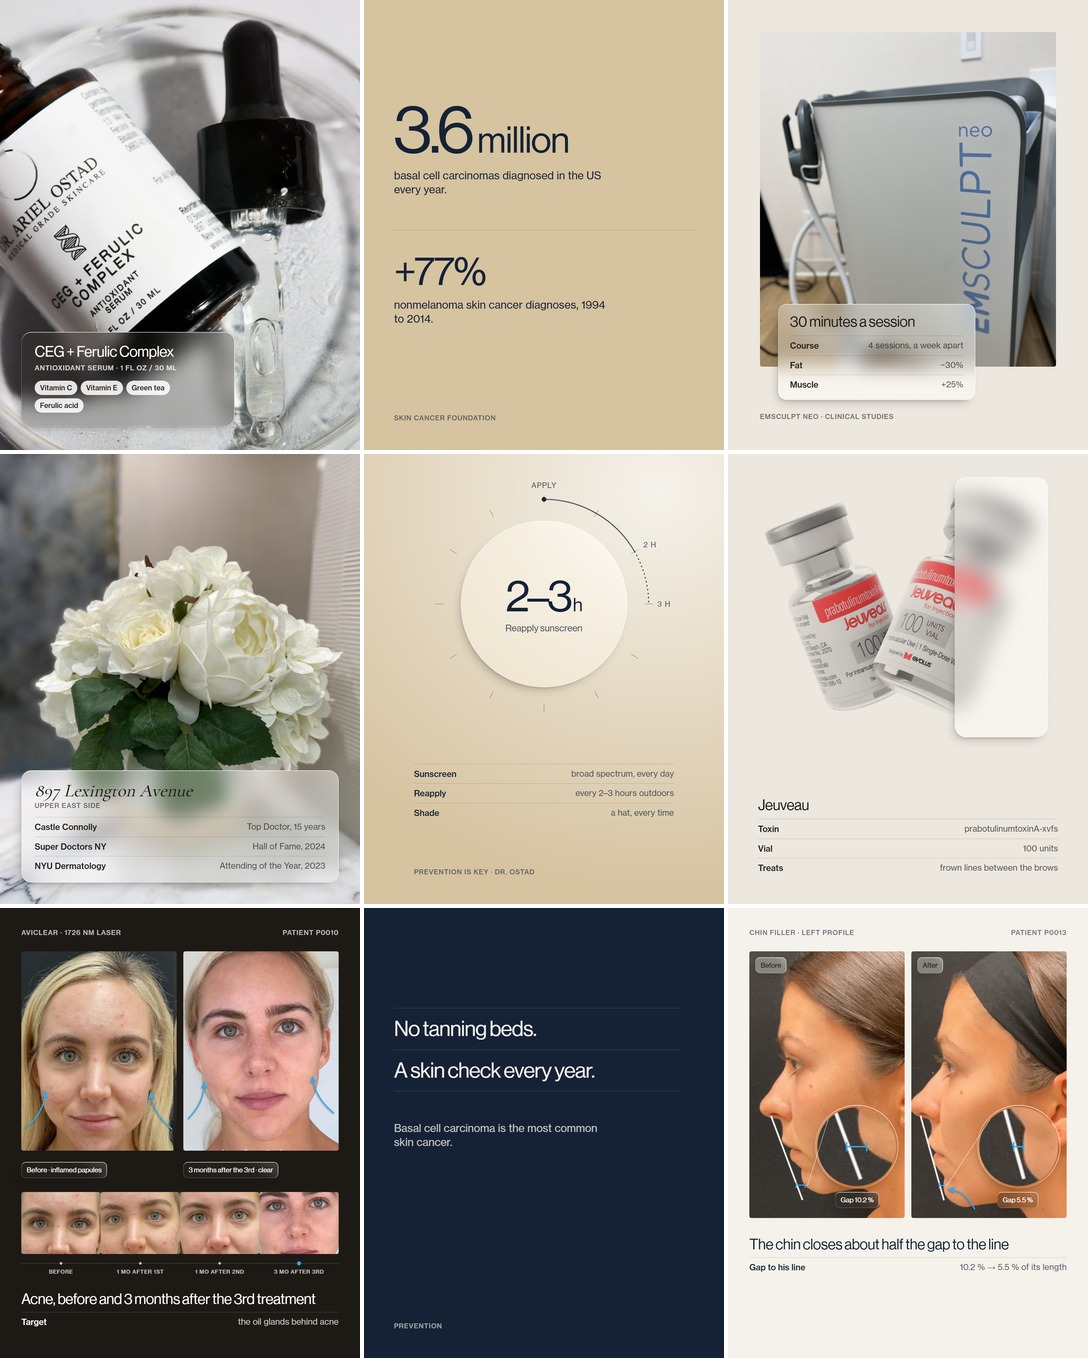 DR. ARIEL OSTAD
MEDICAL GRADE SKINCARE
CEG + FERULIC
COMPLEX
ANTIOXIDANT
SERUM
FL OZ / 30 ML
CEG + Ferulic Complex
ANTIOXIDANT SERUM · 1 FL OZ / 30 ML
Vitamin C
Vitamin E
Green tea
Ferulic acid
3.6 million
basal cell carcinomas diagnosed in the US
every year.
+77%
nonmelanoma skin cancer diagnoses, 1994
to 2014.
SKIN CANCER FOUNDATION
neo
EMSCULPT
30 minutes a session
Course 4 sessions, a week apart
Fat −30%
Muscle +25%
EMSCULPT NEO · CLINICAL STUDIES
897 Lexington Avenue
UPPER EAST SIDE
Castle Connolly Top Doctor, 15 years
Super Doctors NY Hall of Fame, 2024
NYU Dermatology Attending of the Year, 2023
APPLY
2 H
3 H
2–3h
Reapply sunscreen
Sunscreen broad spectrum, every day
Reapply every 2–3 hours outdoors
Shade a hat, every time
PREVENTION IS KEY · DR. OSTAD
prabotulinumtoxin
Jeuveau
for Injection
100
prabotulinumtoxin
Jeuveau
for Injection
100 UNITS
VIAL
evolus
Jeuveau
Toxin prabotulinumtoxinA-xvfs
Vial 100 units
Treats frown lines between the brows
AVICLEAR · 1726 NM LASER PATIENT P0010
Before · inflamed papules
3 months after the 3rd · clear
BEFORE
1 MO AFTER 1ST
1 MO AFTER 2ND
3 MO AFTER 3RD
Acne, before and 3 months after the 3rd treatment
Target the oil glands behind acne
No tanning beds.
A skin check every year.
Basal cell carcinoma is the most common
skin cancer.
PREVENTION
CHIN FILLER · LEFT PROFILE PATIENT P0013
Before
After
Gap 10.2 %
Gap 5.5 %
The chin closes about half the gap to the line
Gap to his line 10.2 % → 5.5 % of its length